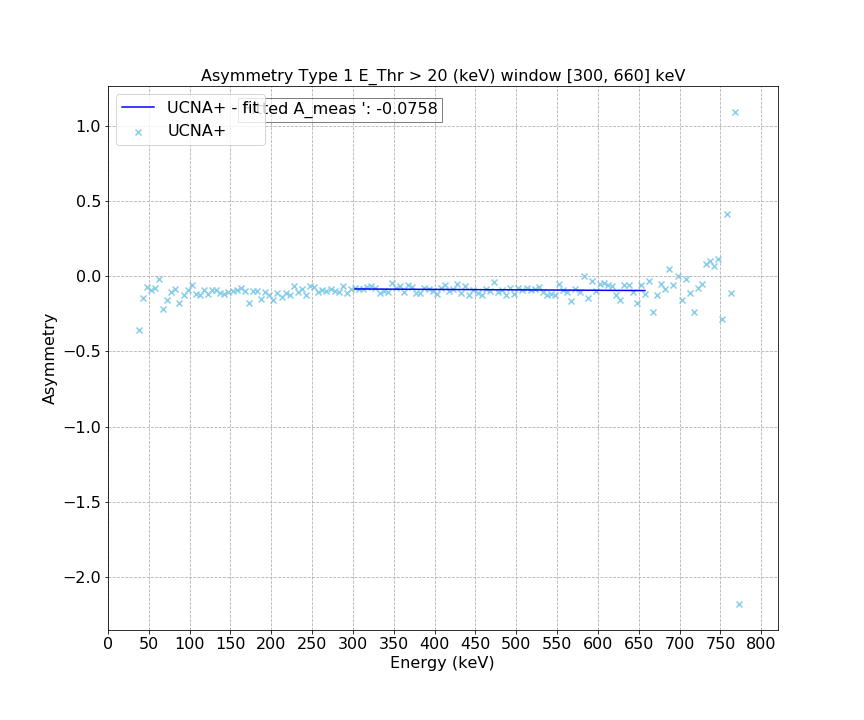 Asymmetry Type 1 E_Thr > 20 (keV) window [300, 660] keV
UCNA+ - fit
tted A_meas ': -0.0758
UCNA+
1.0
0.5
0.0
−0.5
−1.0
−1.5
−2.0
Asymmetry
0 50 100 150 200 250 300 350 400 450 500 550 600 650 700 750 800
Energy (keV)